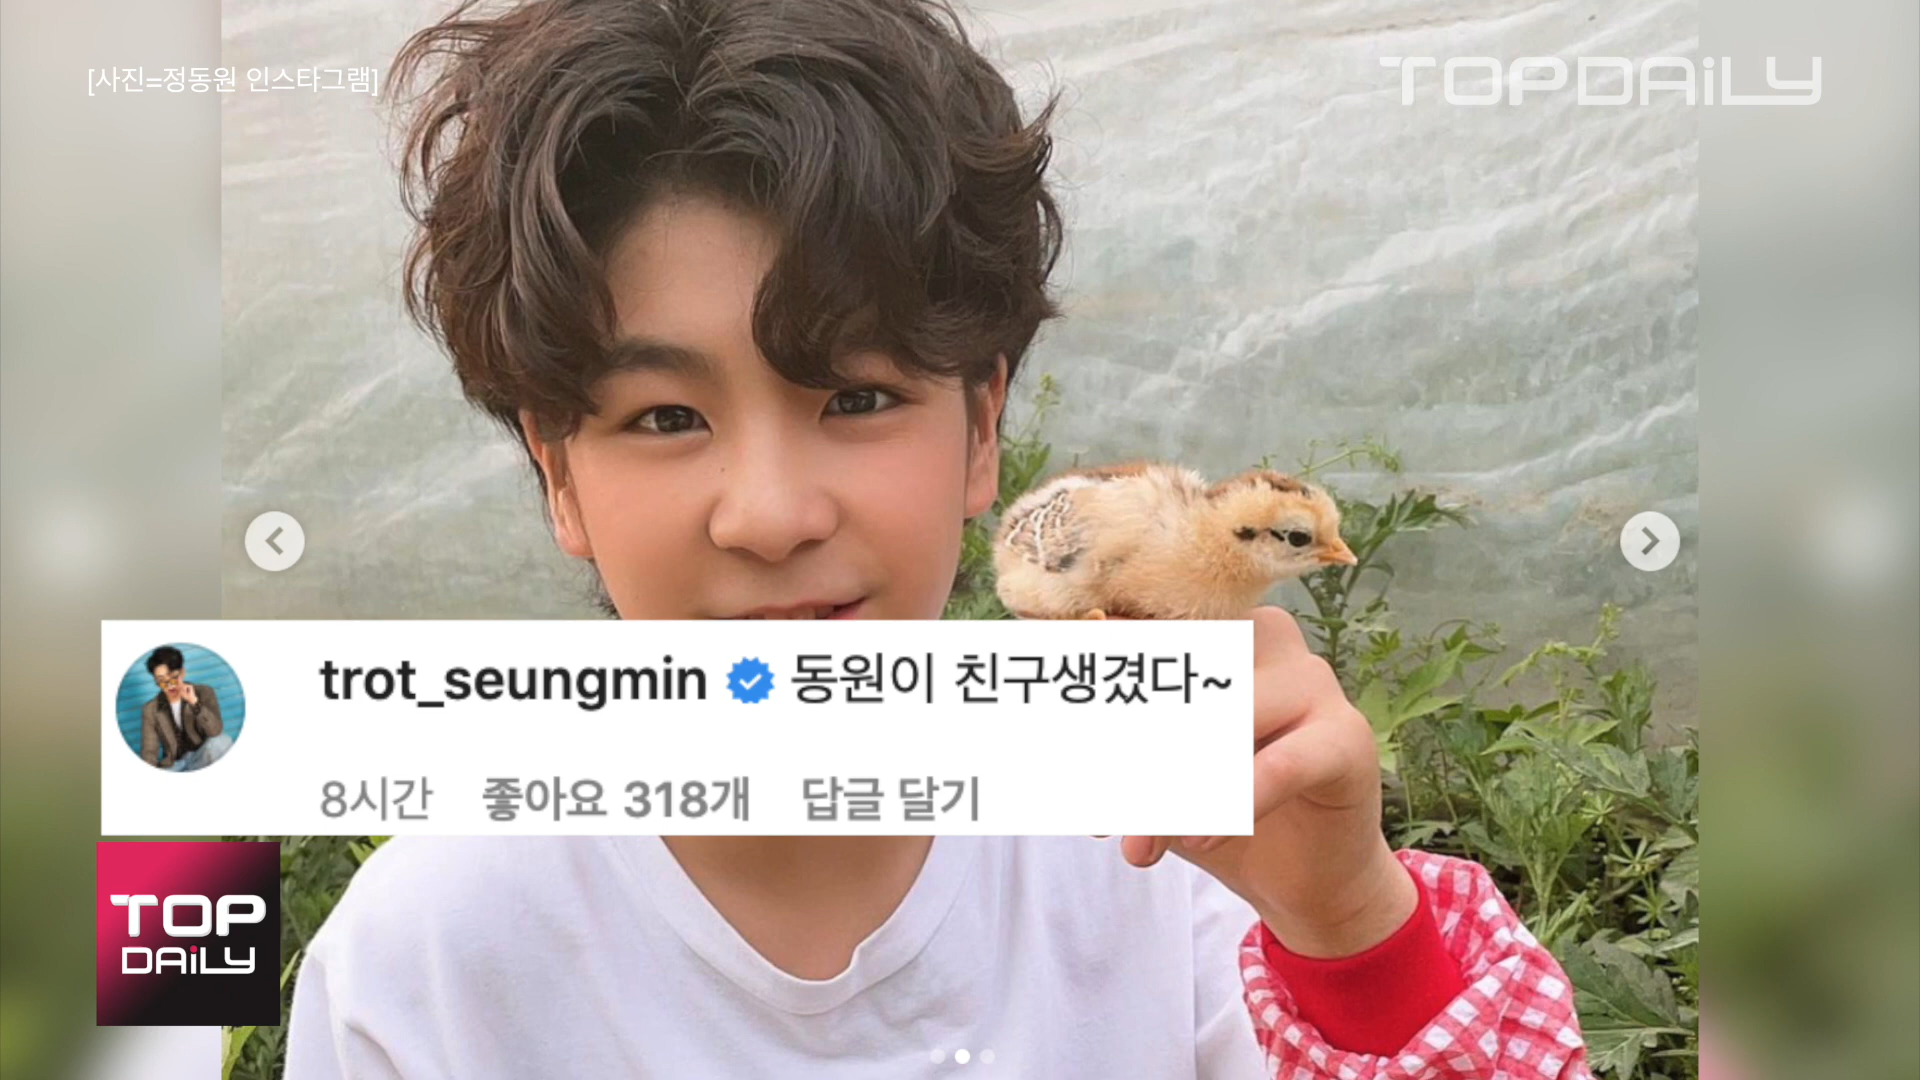 [사진=정동원 인스타그램]
TOPDAiLY
trot_seungmin 동원이 친구생겼다~
8시간 좋아요 318개 답글 달기
TOP
DAiLY